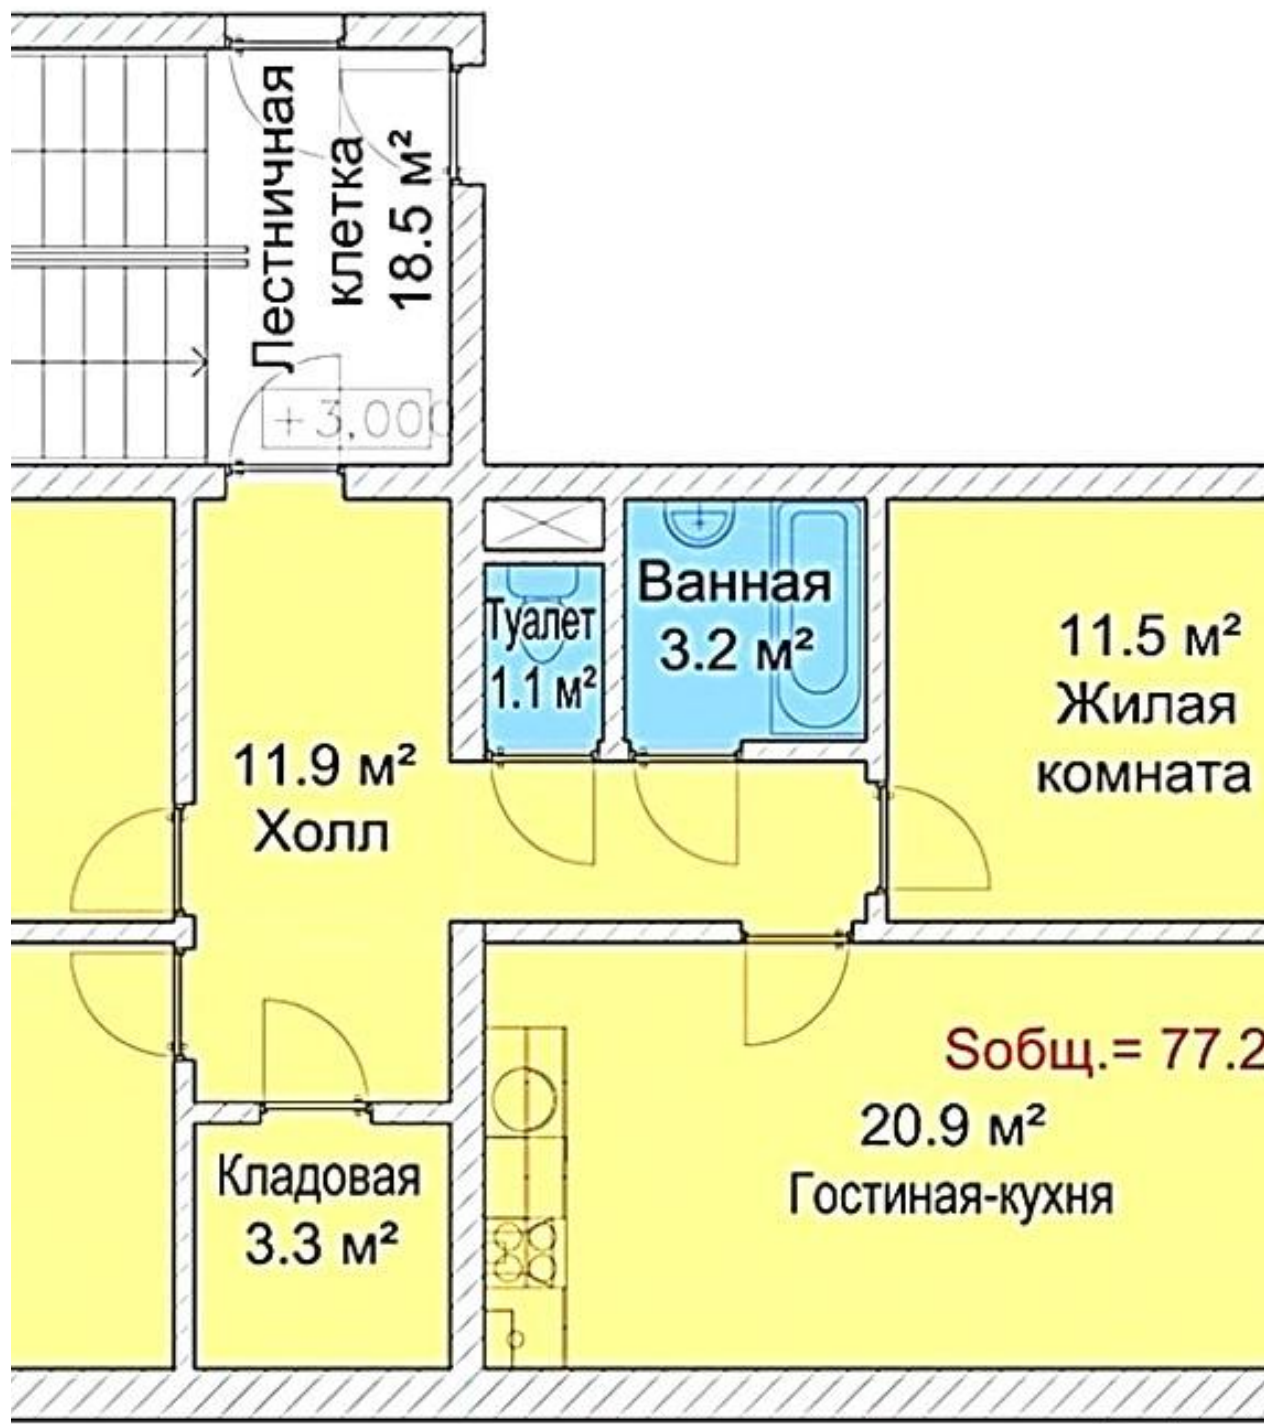 Лестничная
клетка
18.5 м²
+3,000
Ванная
3.2 м²
Туалет
1.1 м²
11.5 м²
Жилая
комната
11.9 м²
Холл
Sобщ.= 77.2
20.9 м²
Гостиная-кухня
Кладовая
3.3 м²